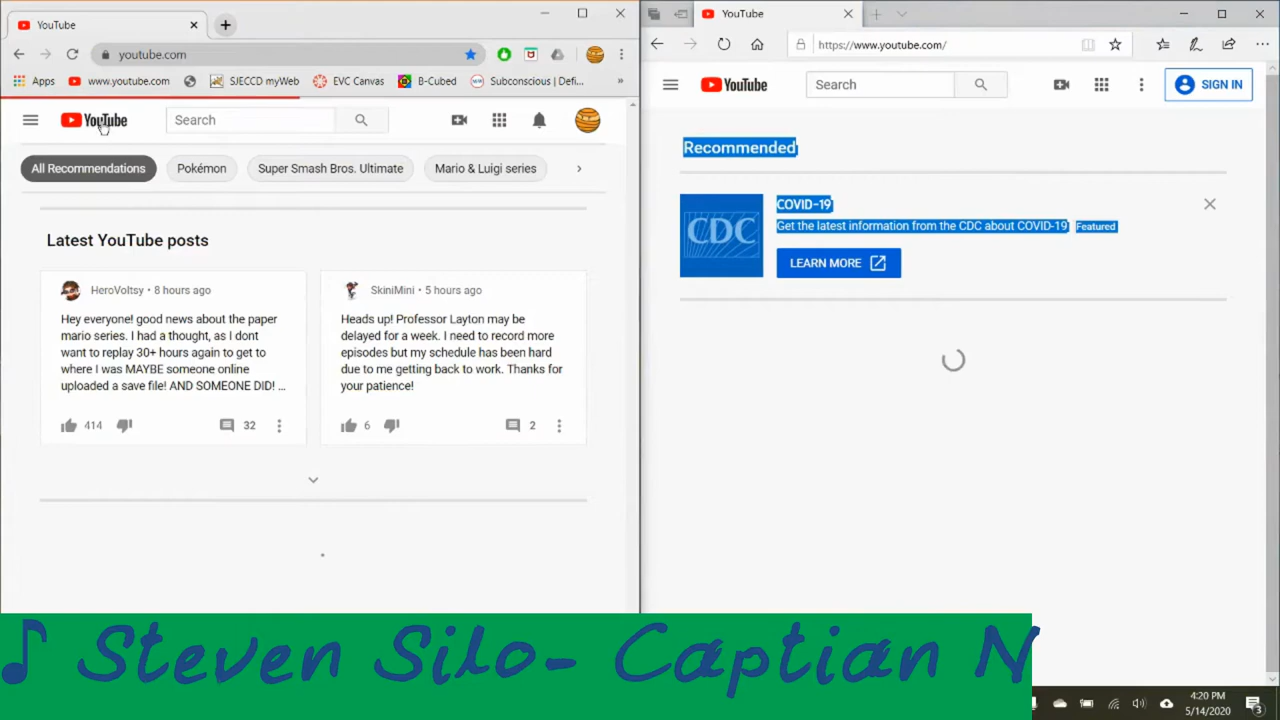 YouTube
youtube.com
Apps www.youtube.com SJECCD myWeb EVC Canvas B-Cubed Subconscious | Defi... »
YouTube
Search
All Recommendations Pokémon Super Smash Bros. Ultimate Mario & Luigi series
Latest YouTube posts
HeroVoltsy • 8 hours ago
Hey everyone! good news about the paper
mario series. I had a thought, as I dont
want to replay 30+ hours again to get to
where I was MAYBE someone online
uploaded a save file! AND SOMEONE DID! ...
414 32
SkiniMini • 5 hours ago
Heads up! Professor Layton may be
delayed for a week. I need to record more
episodes but my schedule has been hard
due to me getting back to work. Thanks for
your patience!
6 2
YouTube
https://www.youtube.com/
YouTube
Search
SIGN IN
Recommended
CDC
COVID-19
Get the latest information from the CDC about COVID-19 Featured
LEARN MORE
♪ Steven Silo- Captian N
4:20 PM
5/14/2020
3